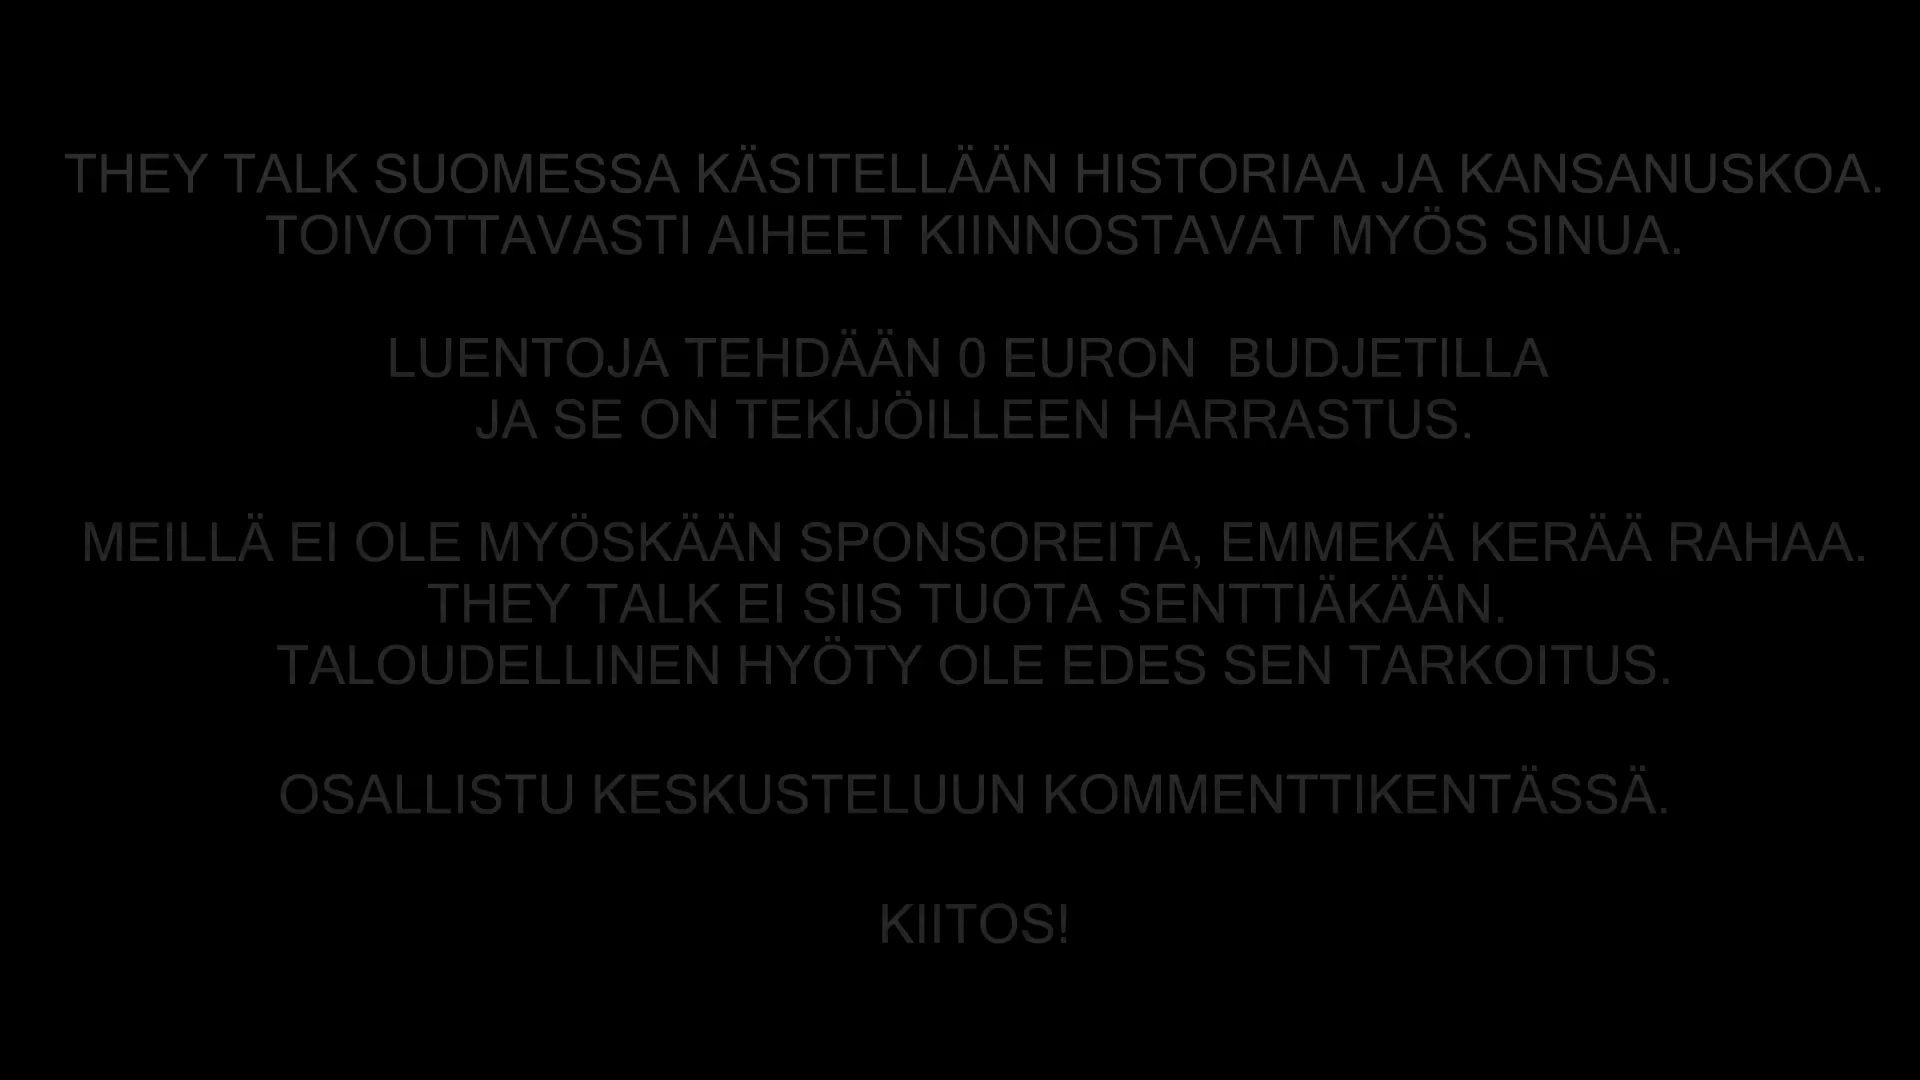 THEY TALK SUOMESSA KÄSITELLÄÄN HISTORIAA JA KANSANUSKOA.
TOIVOTTAVASTI AIHEET KIINNOSTAVAT MYÖS SINUA.
LUENTOJA TEHDÄÄN 0 EURON  BUDJETILLA
JA SE ON TEKIJÖILLEEN HARRASTUS.
MEILLÄ EI OLE MYÖSKÄÄN SPONSOREITA, EMMEKÄ KERÄÄ RAHAA.
THEY TALK EI SIIS TUOTA SENTTIÄKÄÄN.
TALOUDELLINEN HYÖTY OLE EDES SEN TARKOITUS.
OSALLISTU KESKUSTELUUN KOMMENTTIKENTÄSSÄ.
KIITOS!